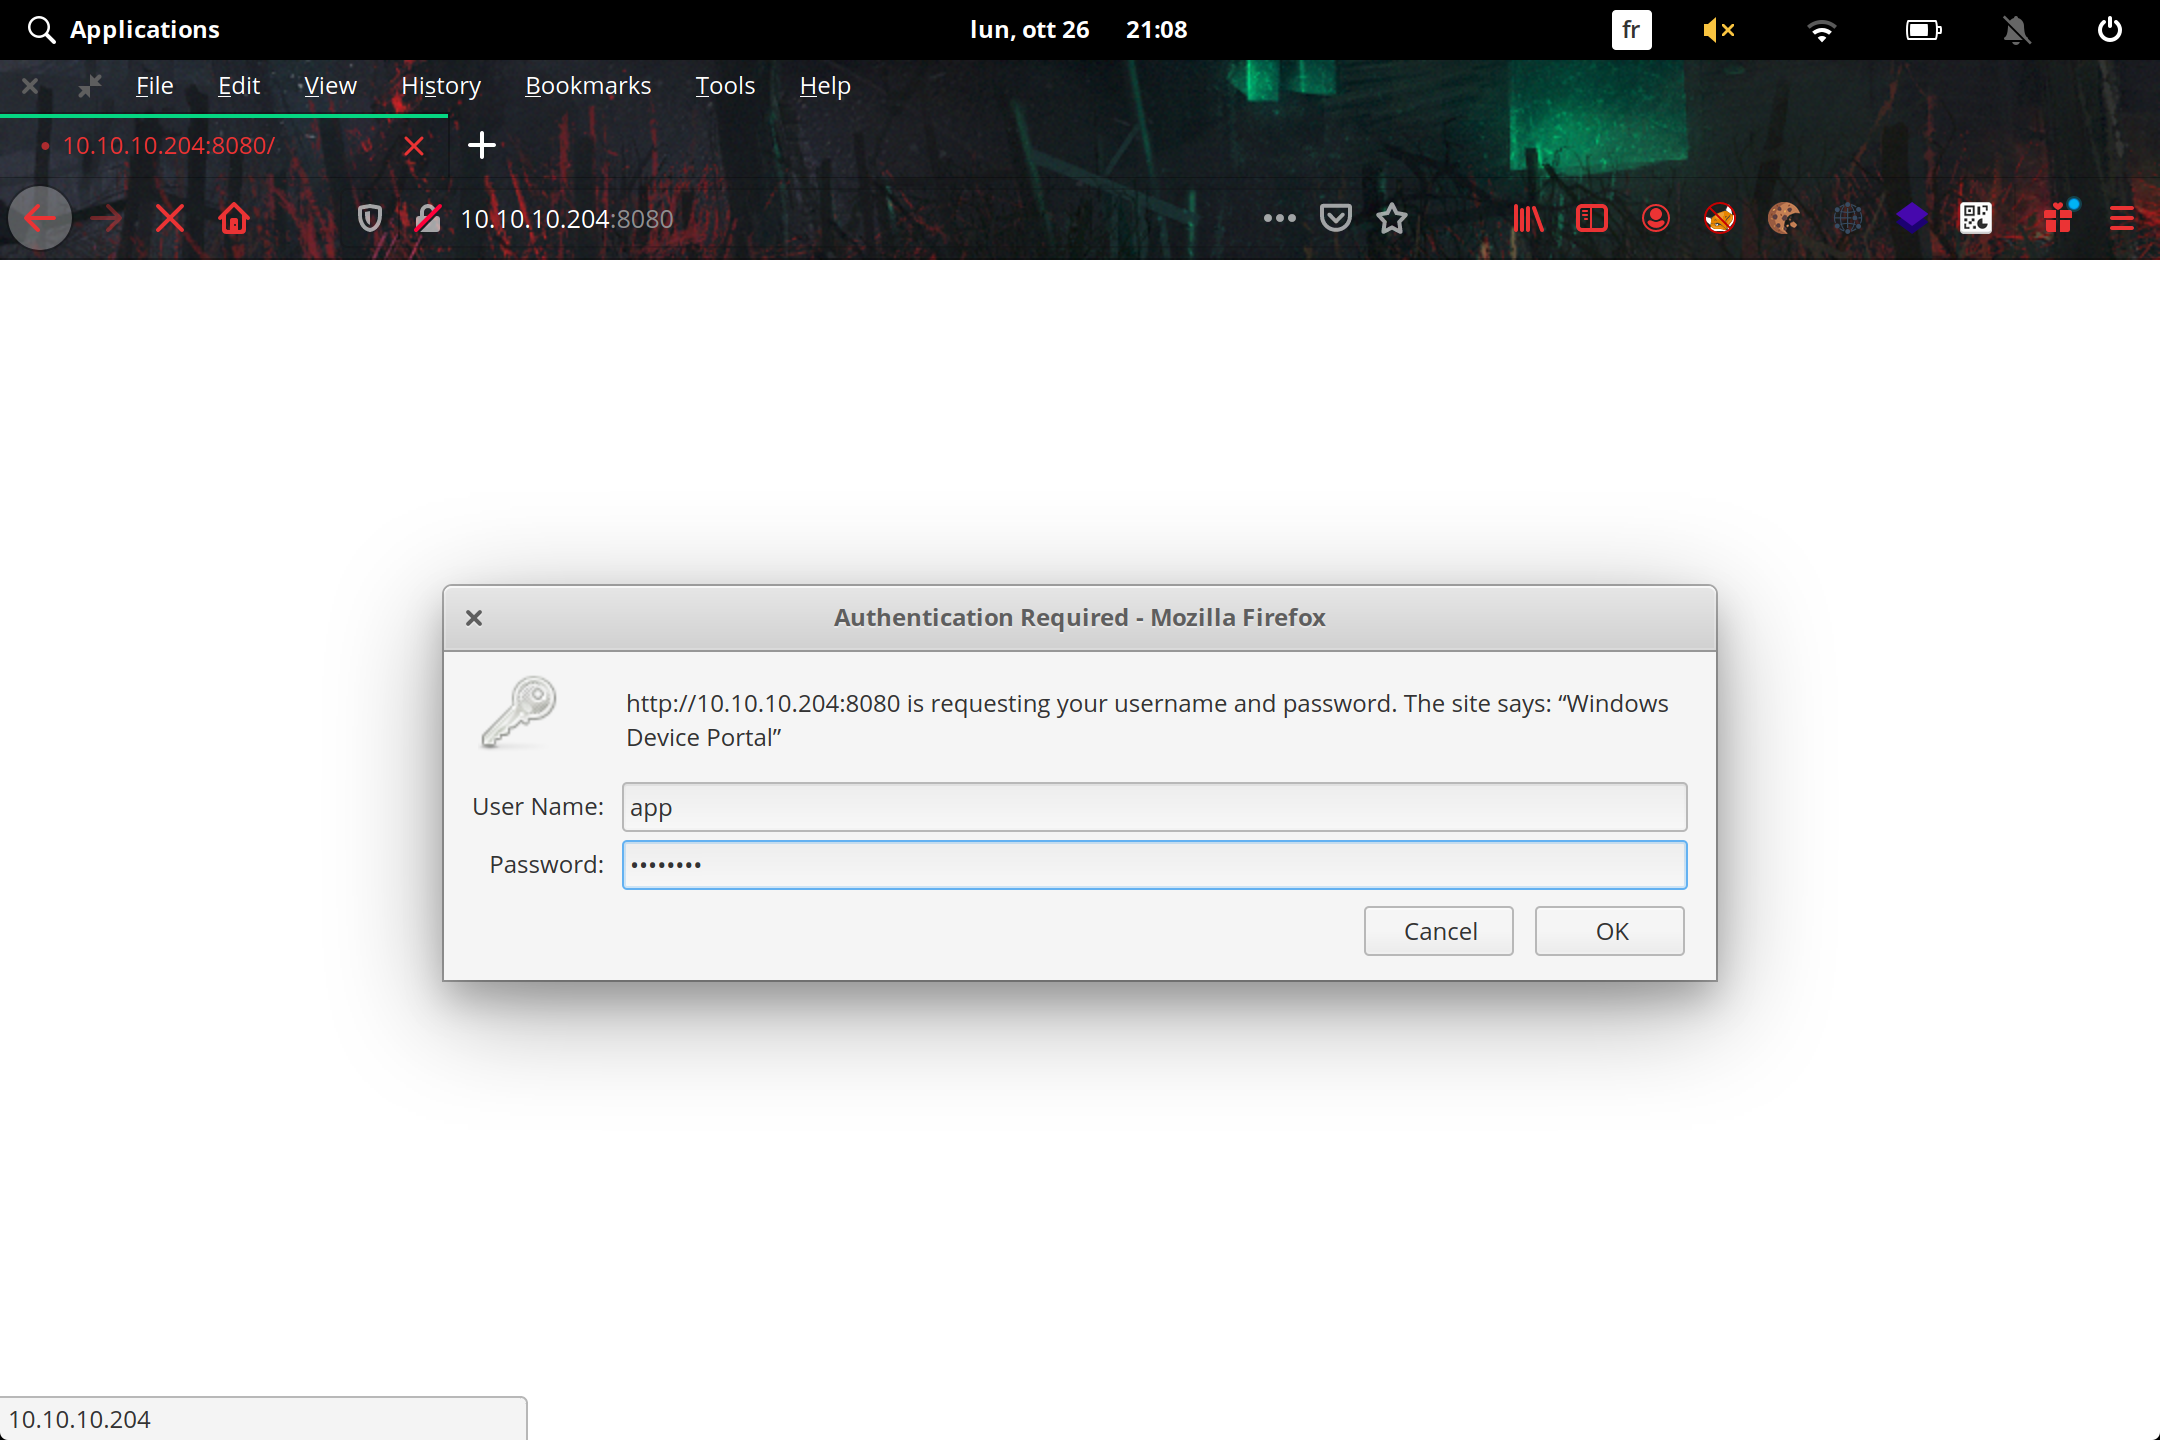 Applications
lun, ott 26 21:08
fr
File Edit View History Bookmarks Tools Help
10.10.10.204:8080/
10.10.10.204:8080
Authentication Required - Mozilla Firefox
http://10.10.10.204:8080 is requesting your username and password. The site says: “Windows
Device Portal”
User Name: app
Password: ••••••••
Cancel OK
10.10.10.204